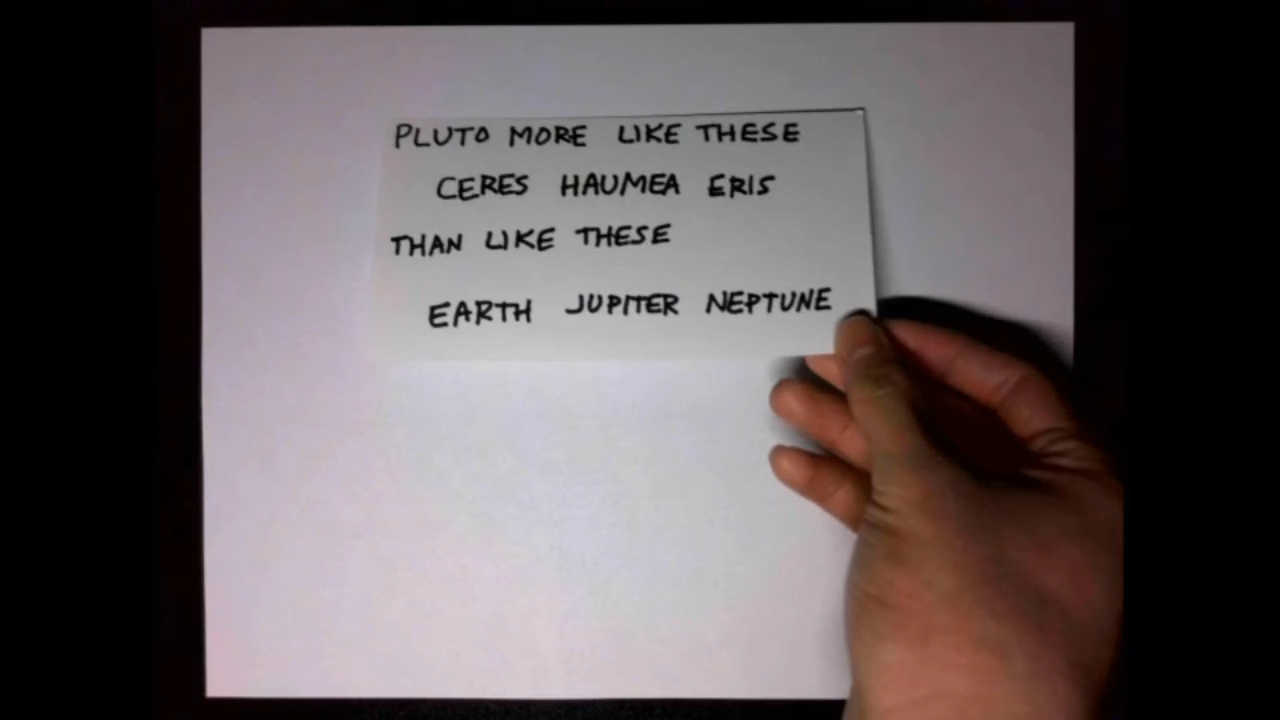 PLUTO MORE LIKE THESE
CERES HAUMEA ERIS
THAN LIKE THESE
EARTH JUPITER NEPTUNE